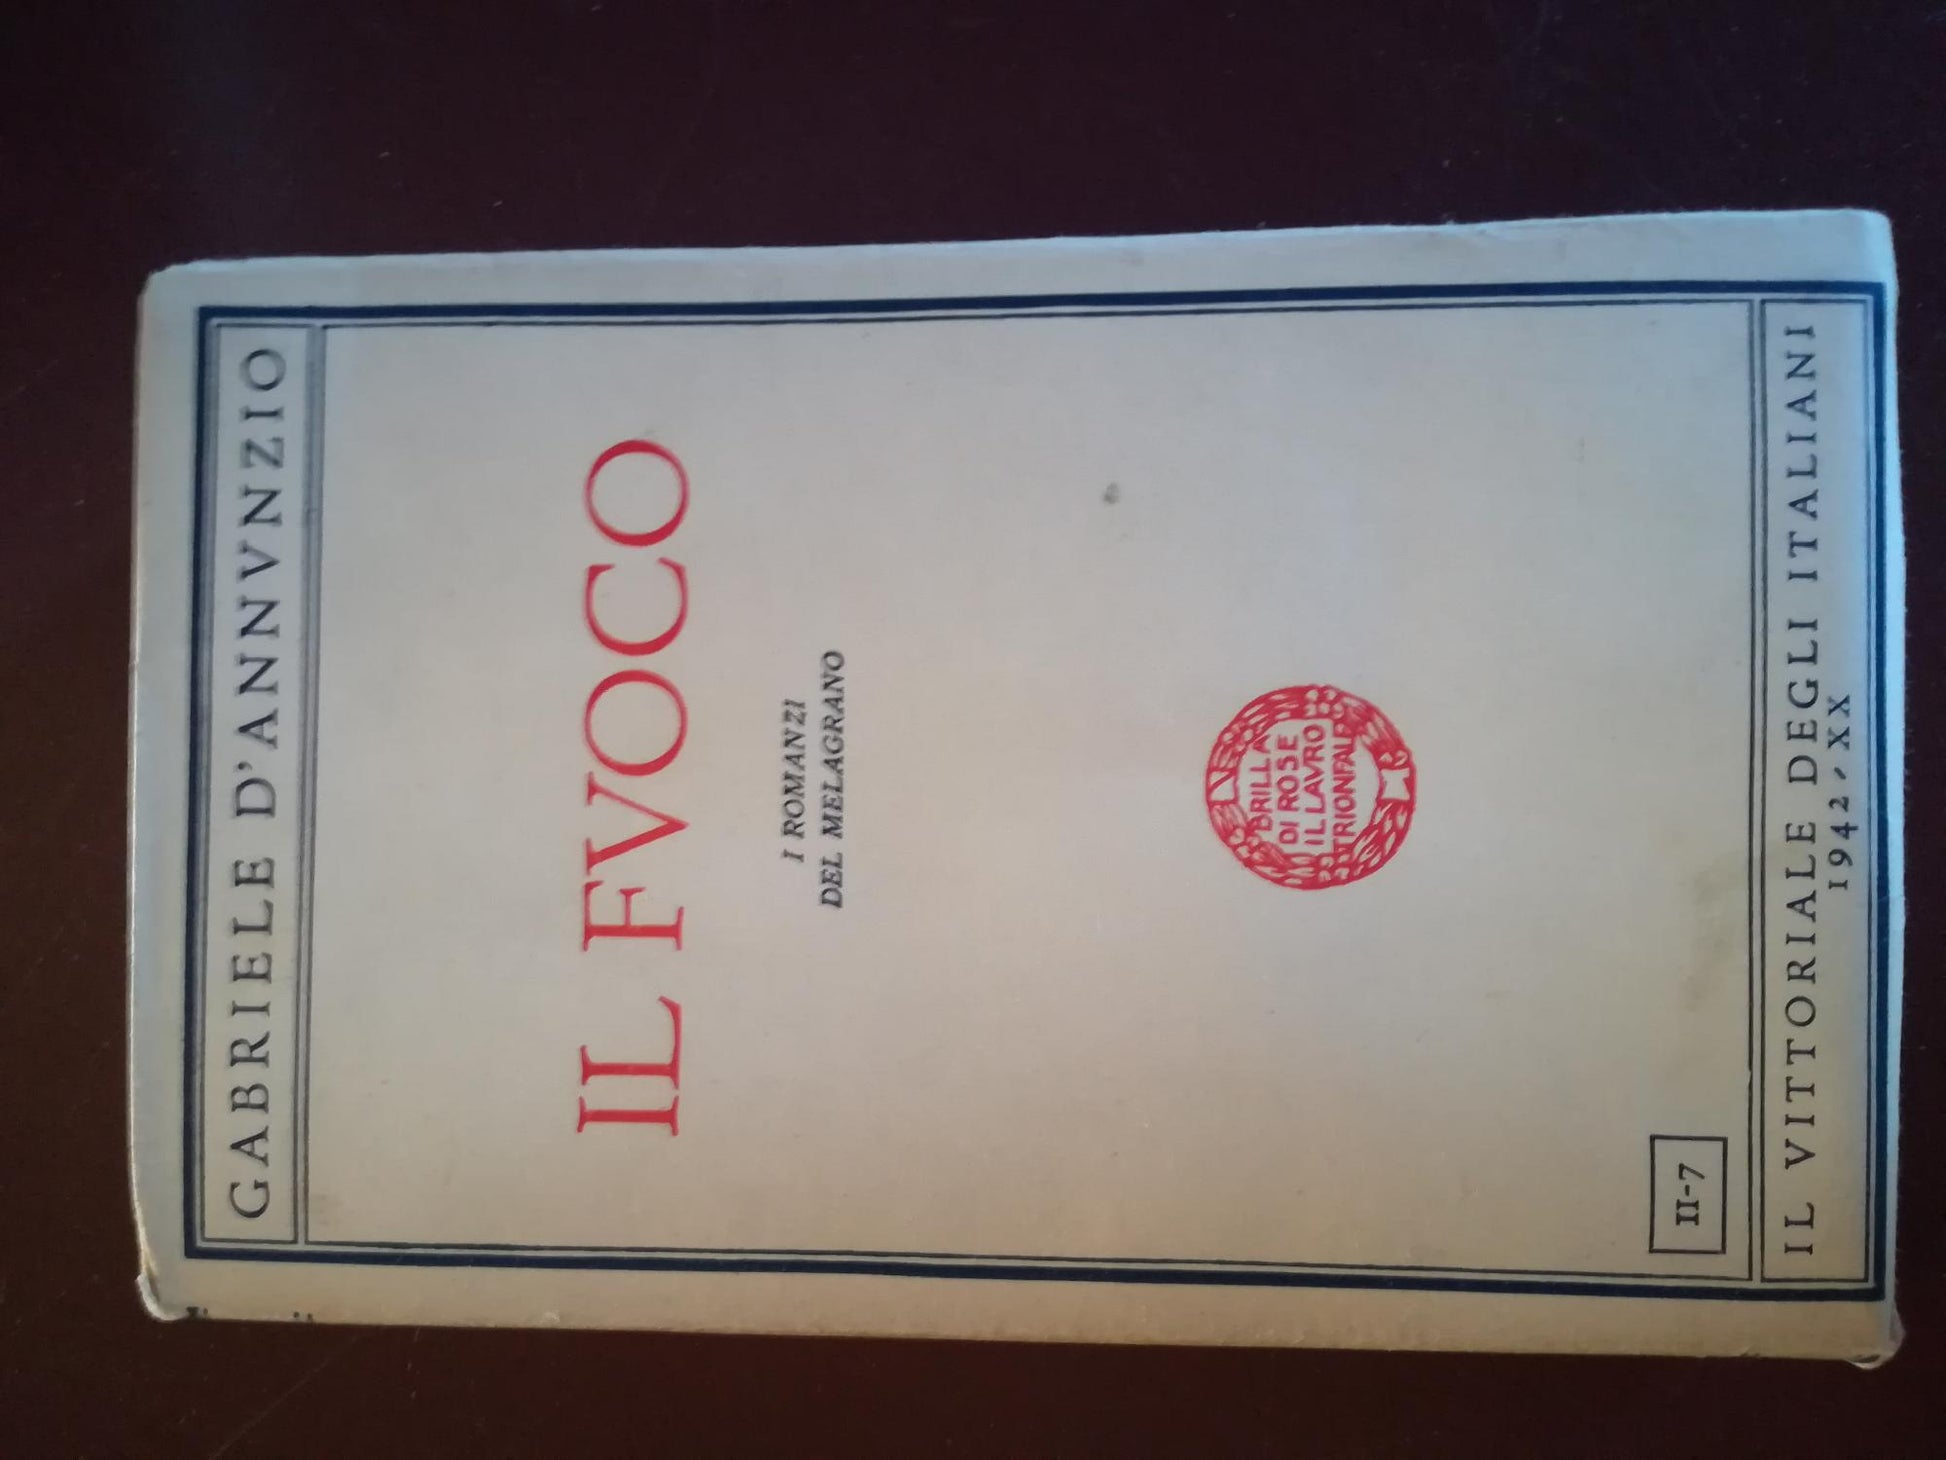 GABRIELE D'ANNVNZIO
IL FVOCO
I ROMANZI
DEL MELAGRANO
BRILLA
DI ROSE
IL LAVRO
TRIONFALE
II-7
IL VITTORIALE DEGLI ITALIANI
1942-XX